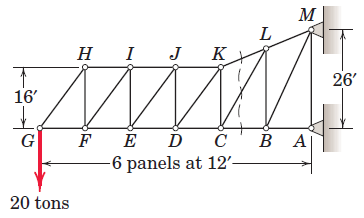 M
L
H I J K
26'
16'
G F E D C B A
6 panels at 12'
20 tons